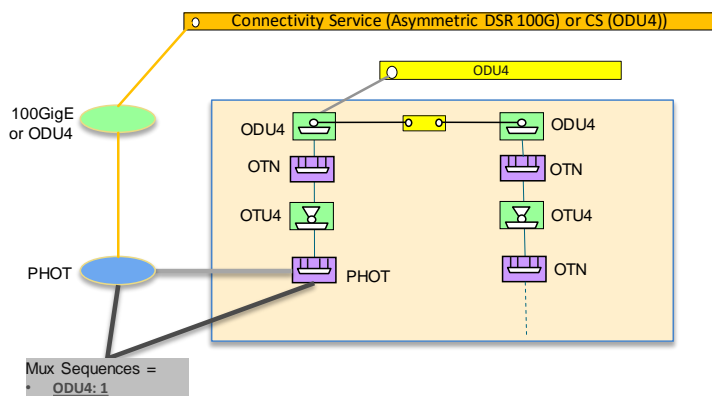 Connectivity Service (Asymmetric DSR 100G) or CS (ODU4))
ODU4
100GigE
or ODU4
ODU4
ODU4
OTN
OTN
OTU4
OTU4
PHOT
PHOT
OTN
Mux Sequences =
• ODU4: 1